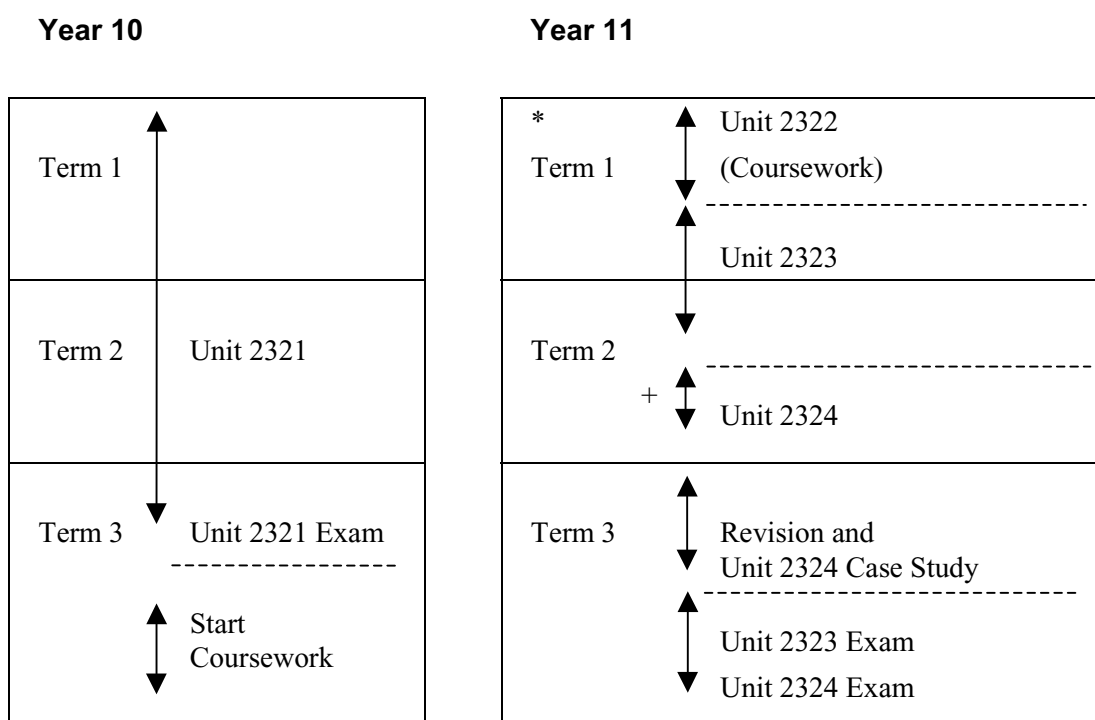 Year 10
Term 1
Term 2
Unit 2321
Term 3
Unit 2321 Exam
Start
Coursework
Year 11
*
Unit 2322
Term 1
(Coursework)
Unit 2323
Term 2
+
Unit 2324
Term 3
Revision and
Unit 2324 Case Study
Unit 2323 Exam
Unit 2324 Exam